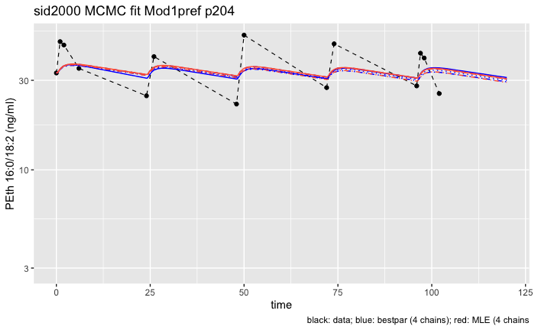 sid2000 MCMC fit Mod1pref p204
PEth 16:0/18:2 (ng/ml)
30
10
3
0
25
50
75
100
125
time
black: data; blue: bestpar (4 chains); red: MLE (4 chains